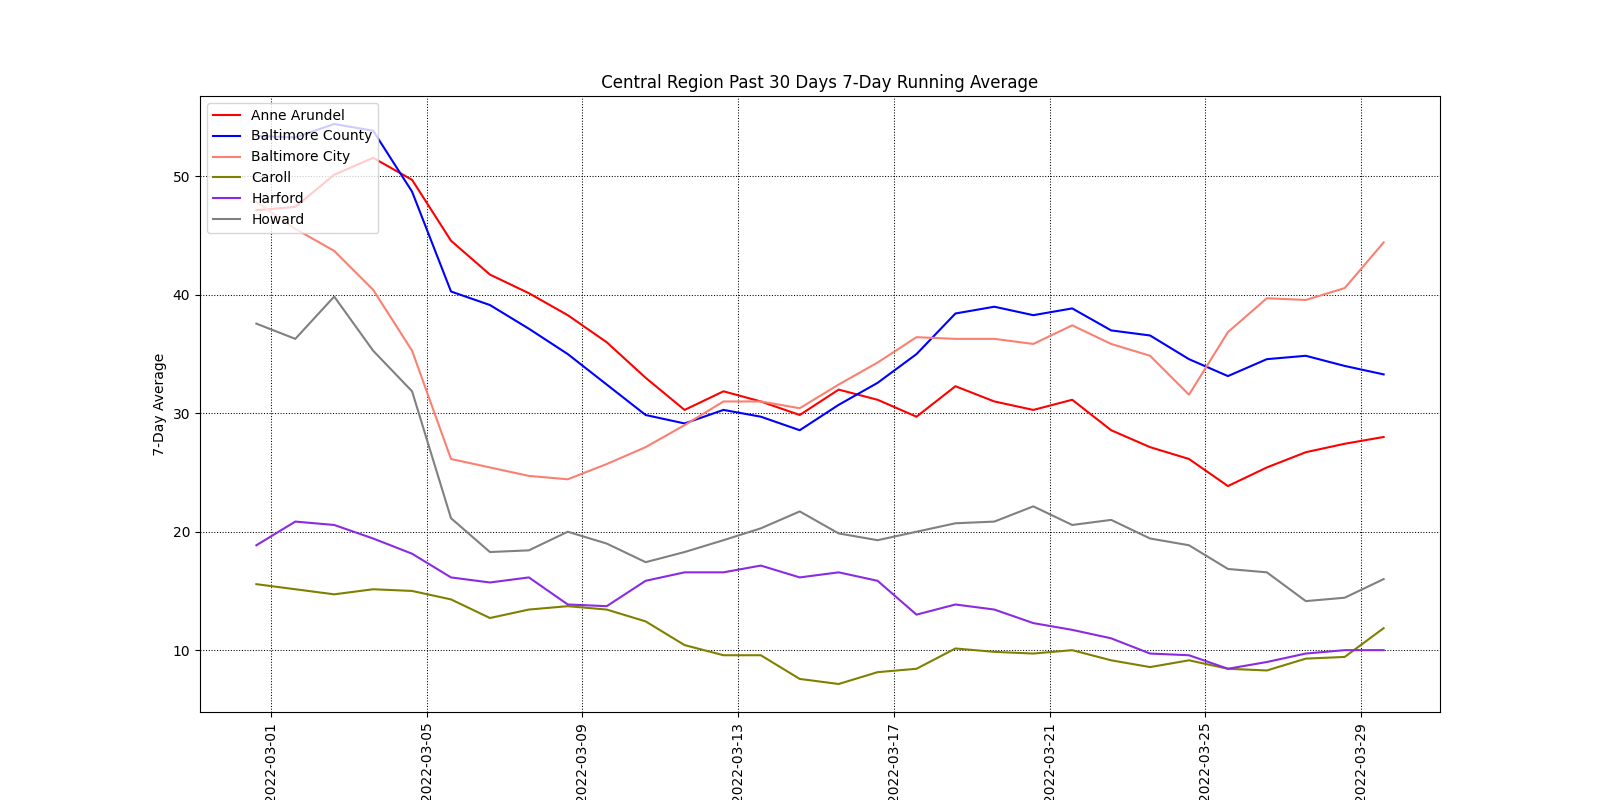 Central Region Past 30 Days 7-Day Running Average
Anne Arundel
Baltimore County
Baltimore City
Caroll
Harford
Howard
7-Day Average
50
40
30
20
10
2022-03-01
2022-03-05
2022-03-09
2022-03-13
2022-03-17
2022-03-21
2022-03-25
2022-03-29